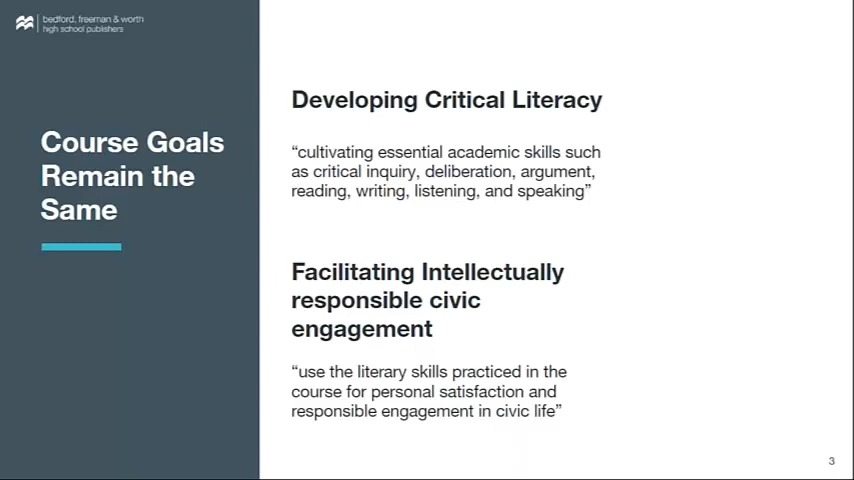 bedford, freeman & worth
high school publishers
Course Goals
Remain the
Same
Developing Critical Literacy
“cultivating essential academic skills such
as critical inquiry, deliberation, argument,
reading, writing, listening, and speaking”
Facilitating Intellectually
responsible civic
engagement
“use the literary skills practiced in the
course for personal satisfaction and
responsible engagement in civic life”
3